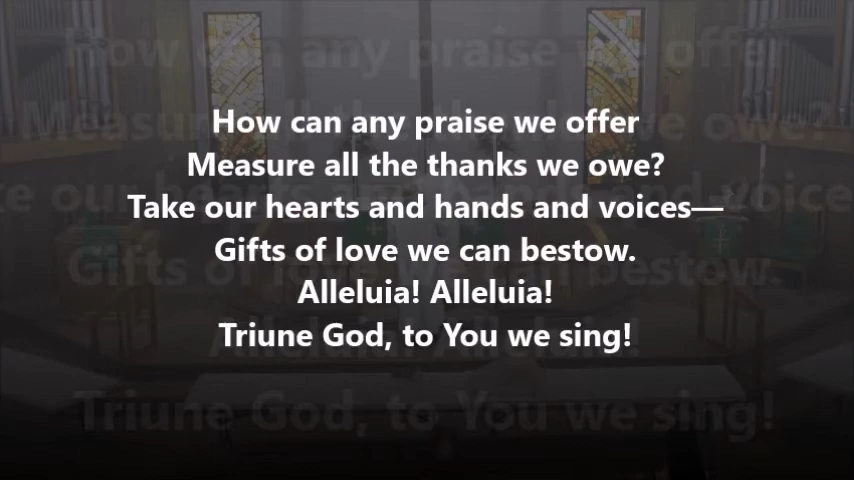 How can any praise we offer
Measure all the thanks we owe?
Take our hearts and hands and voices—
Gifts of love we can bestow.
Alleluia! Alleluia!
Triune God, to You we sing!